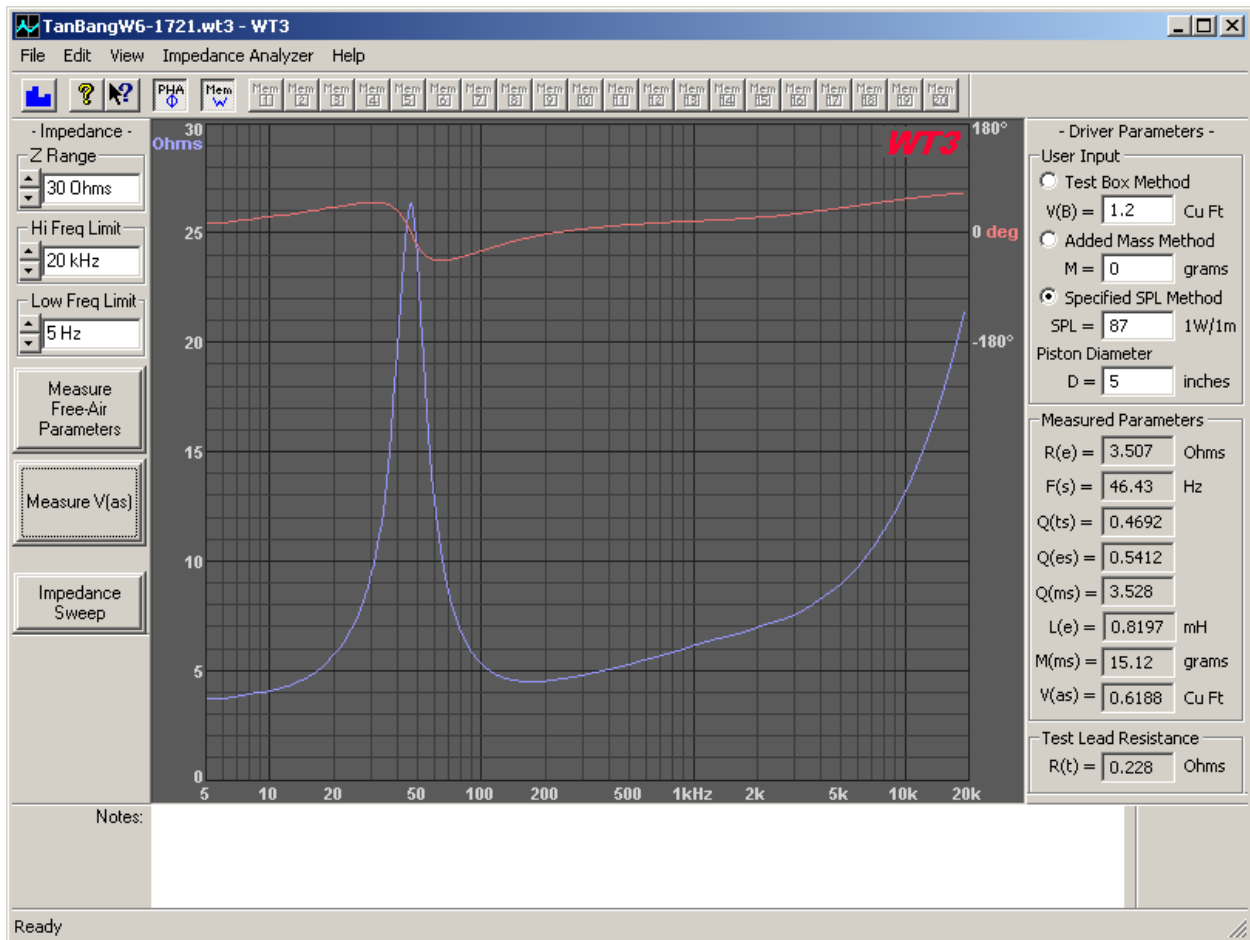 TanBangW6-1721.wt3 - WT3
File Edit View Impedance Analyzer Help
PHA Φ Mem Mem 1 Mem 2 Mem 3 Mem 4 Mem 5 Mem 6 Mem 7 Mem 8 Mem 9 Mem 10 Mem 11 Mem 12 Mem 13 Mem 14 Mem 15 Mem 16 Mem 17 Mem 18 Mem 19 Mem 20
- Impedance -
Z Range
30 Ohms
Hi Freq Limit
20 kHz
Low Freq Limit
5 Hz
Measure
Free-Air
Parameters
Measure V(as)
Impedance
Sweep
30
Ohms
25
20
15
10
5
0
5 10 20 50 100 200 500 1kHz 2k 5k 10k 20k
WT3
180°
0 deg
-180°
- Driver Parameters -
User Input
Test Box Method
V(B) = 1.2 Cu Ft
Added Mass Method
M = 0 grams
Specified SPL Method
SPL = 87 1W/1m
Piston Diameter
D = 5 inches
Measured Parameters
R(e) = 3.507 Ohms
F(s) = 46.43 Hz
Q(ts) = 0.4692
Q(es) = 0.5412
Q(ms) = 3.528
L(e) = 0.8197 mH
M(ms) = 15.12 grams
V(as) = 0.6188 Cu Ft
Test Lead Resistance
R(t) = 0.228 Ohms
Notes:
Ready